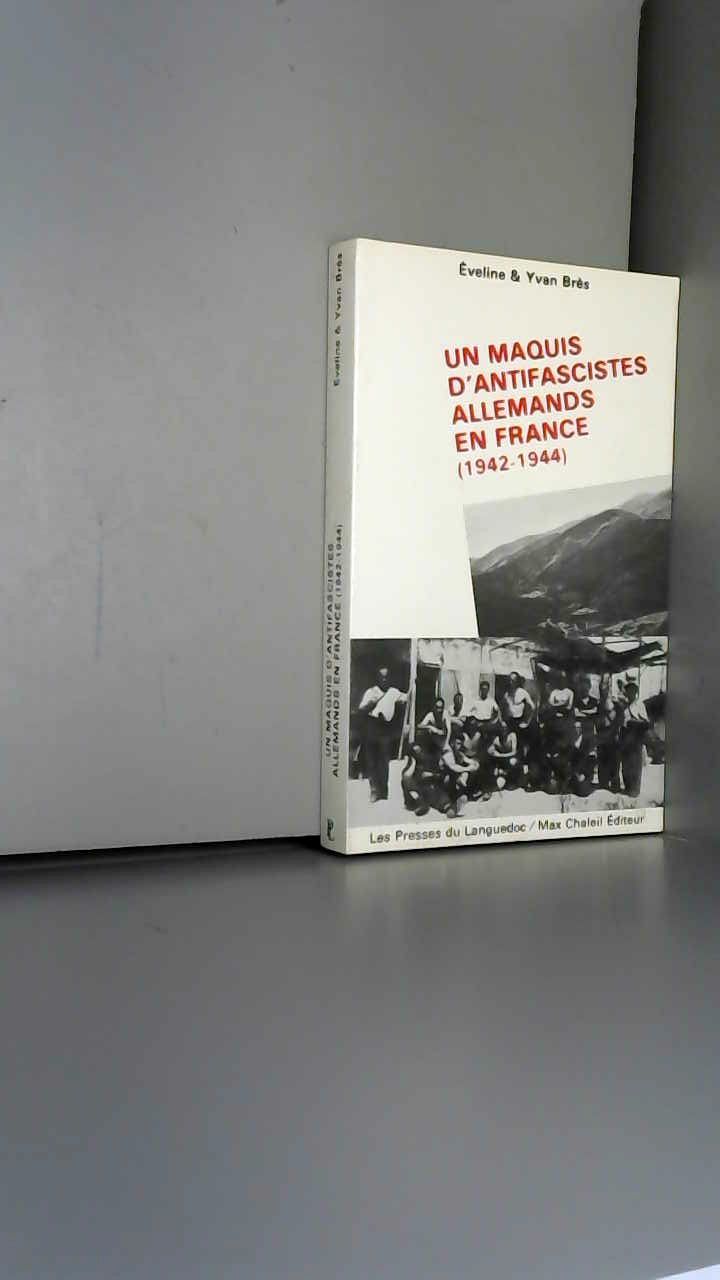 Éveline & Yvan Brès
UN MAQUIS
D'ANTIFASCISTES
ALLEMANDS
EN FRANCE
(1942-1944)
Les Presses du Languedoc / Max Chaleil Éditeur
Eveline & Yvan Brès
UN MAQUIS D'ANTIFASCISTES
ALLEMANDS EN FRANCE (1942-1944)